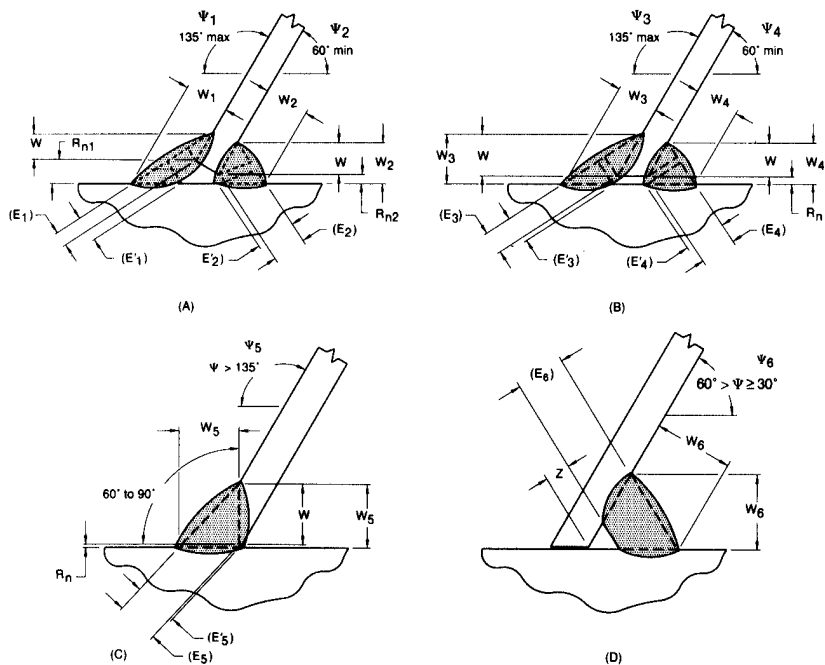 Ψ1
135° max
Ψ2
60° min
W1
W2
W
Rn1
W
W2
Rn2
(E1)
(E'1)
E'2)
(E2)
(A)
Ψ3
135° max
Ψ4
60° min
W3
W4
W3
W
W
W4
Rn
(E3)
(E'3)
(E'4)
(E4)
(B)
Ψ5
Ψ > 135°
W5
60° to 90°
W
W5
Rn
(E'5)
(E5)
(C)
Ψ6
60° > Ψ ≥ 30°
(E6)
W6
Z
W6
(D)